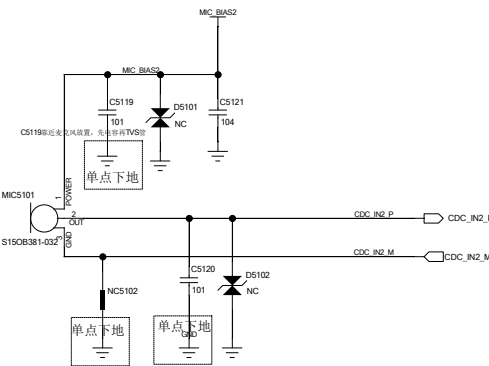 MIC_BIAS2
MIC_BIAS2
C5119
101
D5101
NC
C5121
104
C5119靠近麦克风放置，先电容再TVS管
单点下地
MIC5101
1
POWER
2
OUT
3
GND
S15OB381-032
CDC_IN2_P
CDC_IN2_P
CDC_IN2_M
CDC_IN2_M
C5120
101
D5102
NC
NC5102
单点下地
单点下地
GND